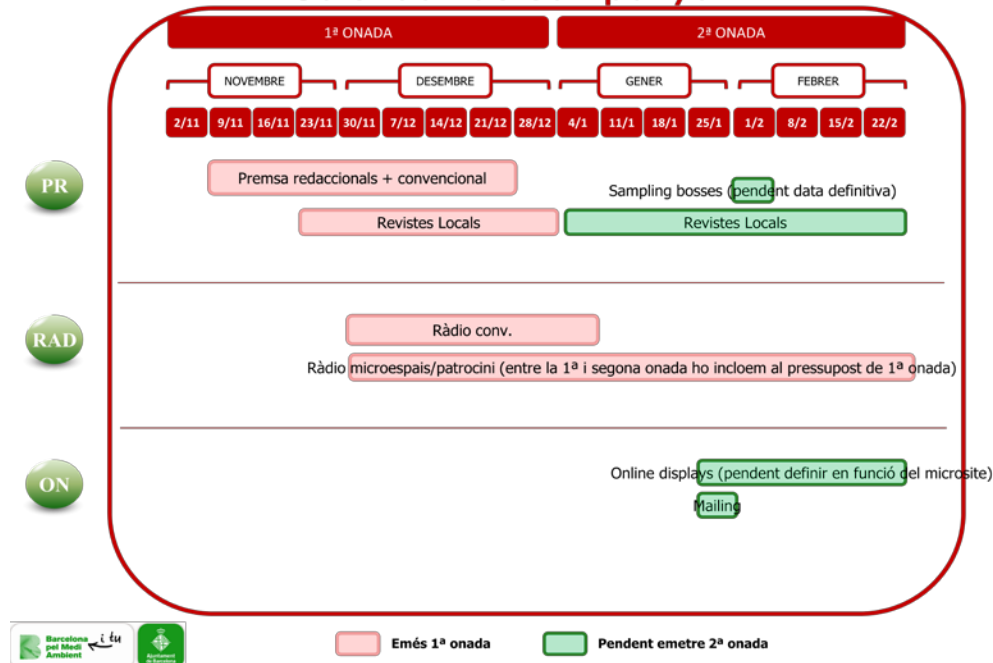 1ª ONADA
2ª ONADA
NOVEMBRE
DESEMBRE
GENER
FEBRER
2/11
9/11
16/11
23/11
30/11
7/12
14/12
21/12
28/12
4/1
11/1
18/1
25/1
1/2
8/2
15/2
22/2
PR
Premsa redaccionals + convencional
Sampling bosses (pendent data definitiva)
Revistes Locals
Revistes Locals
RAD
Ràdio conv.
Ràdio microespais/patrocini (entre la 1ª i segona onada ho incloem al pressupost de 1ª onada)
ON
Online displays (pendent definir en funció del microsite)
Mailing
Barcelona
pel Medi
Ambient
i tu
Ajuntament
de Barcelona
Emés 1ª onada
Pendent emetre 2ª onada